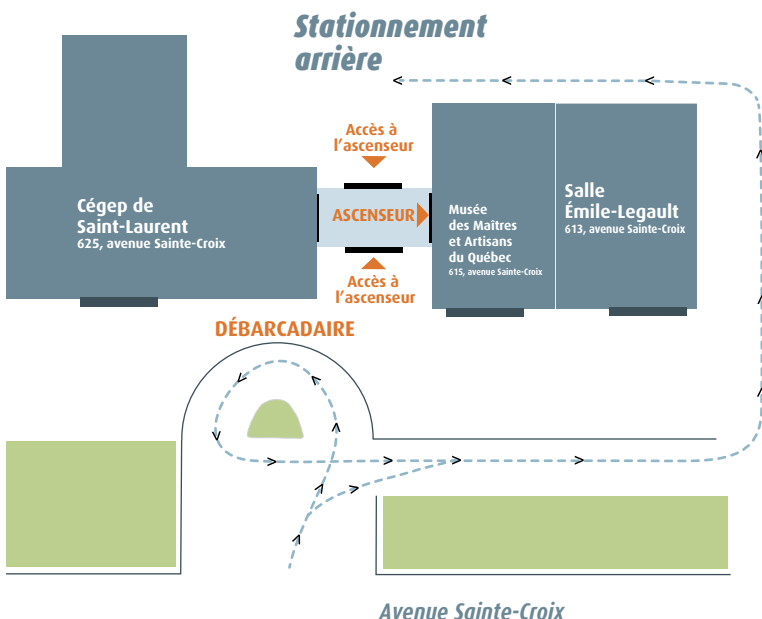 Stationnement
arrière
Accès à
l'ascenseur
Cégep de
Saint-Laurent
625, avenue Sainte-Croix
ASCENSEUR
Musée
des Maîtres
et Artisans
du Québec
615, avenue Sainte-Croix
Salle
Émile-Legault
613, avenue Sainte-Croix
Accès à
l'ascenseur
DÉBARCADAIRE
Avenue Sainte-Croix